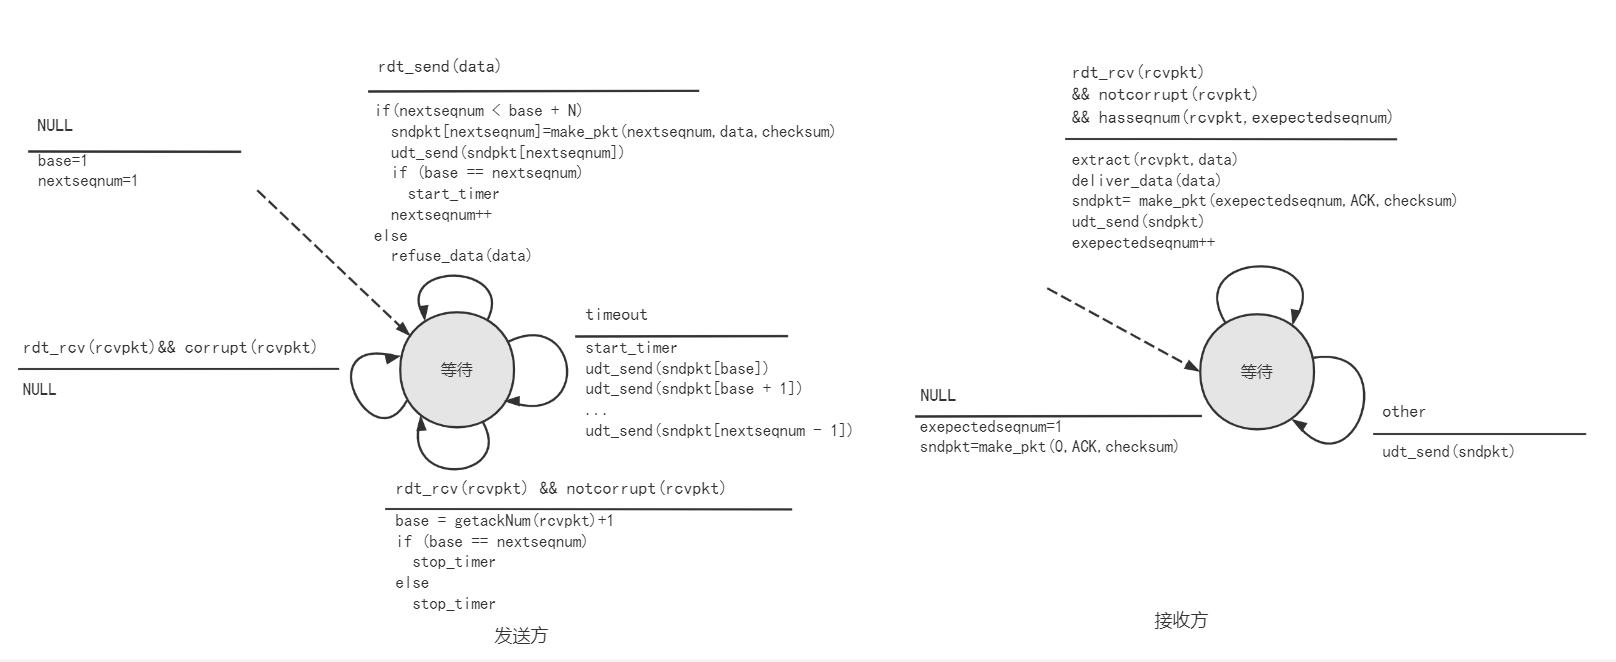 rdt_send(data)
if(nextseqnum < base + N)
sndpkt[nextseqnum]=make_pkt(nextseqnum,data,checksum)
udt_send(sndpkt[nextseqnum])
if (base == nextseqnum)
start_timer
nextseqnum++
else
refuse_data(data)
NULL
base=1
nextseqnum=1
rdt_rcv(rcvpkt)&& corrupt(rcvpkt)
NULL
等待
timeout
start_timer
udt_send(sndpkt[base])
udt_send(sndpkt[base + 1])
...
udt_send(sndpkt[nextseqnum - 1])
rdt_rcv(rcvpkt) && notcorrupt(rcvpkt)
base = getackNum(rcvpkt)+1
if (base == nextseqnum)
stop_timer
else
stop_timer
发送方
rdt_rcv(rcvpkt)
&& notcorrupt(rcvpkt)
&& hasseqnum(rcvpkt,exepectedseqnum)
extract(rcvpkt,data)
deliver_data(data)
sndpkt= make_pkt(exepectedseqnum,ACK,checksum)
udt_send(sndpkt)
exepectedseqnum++
等待
NULL
exepectedseqnum=1
sndpkt=make_pkt(0,ACK,checksum)
other
udt_send(sndpkt)
接收方